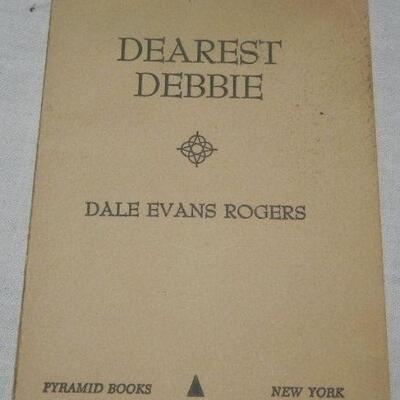 DEAREST
DEBBIE
DALE EVANS ROGERS
PYRAMID BOOKS NEW YORK